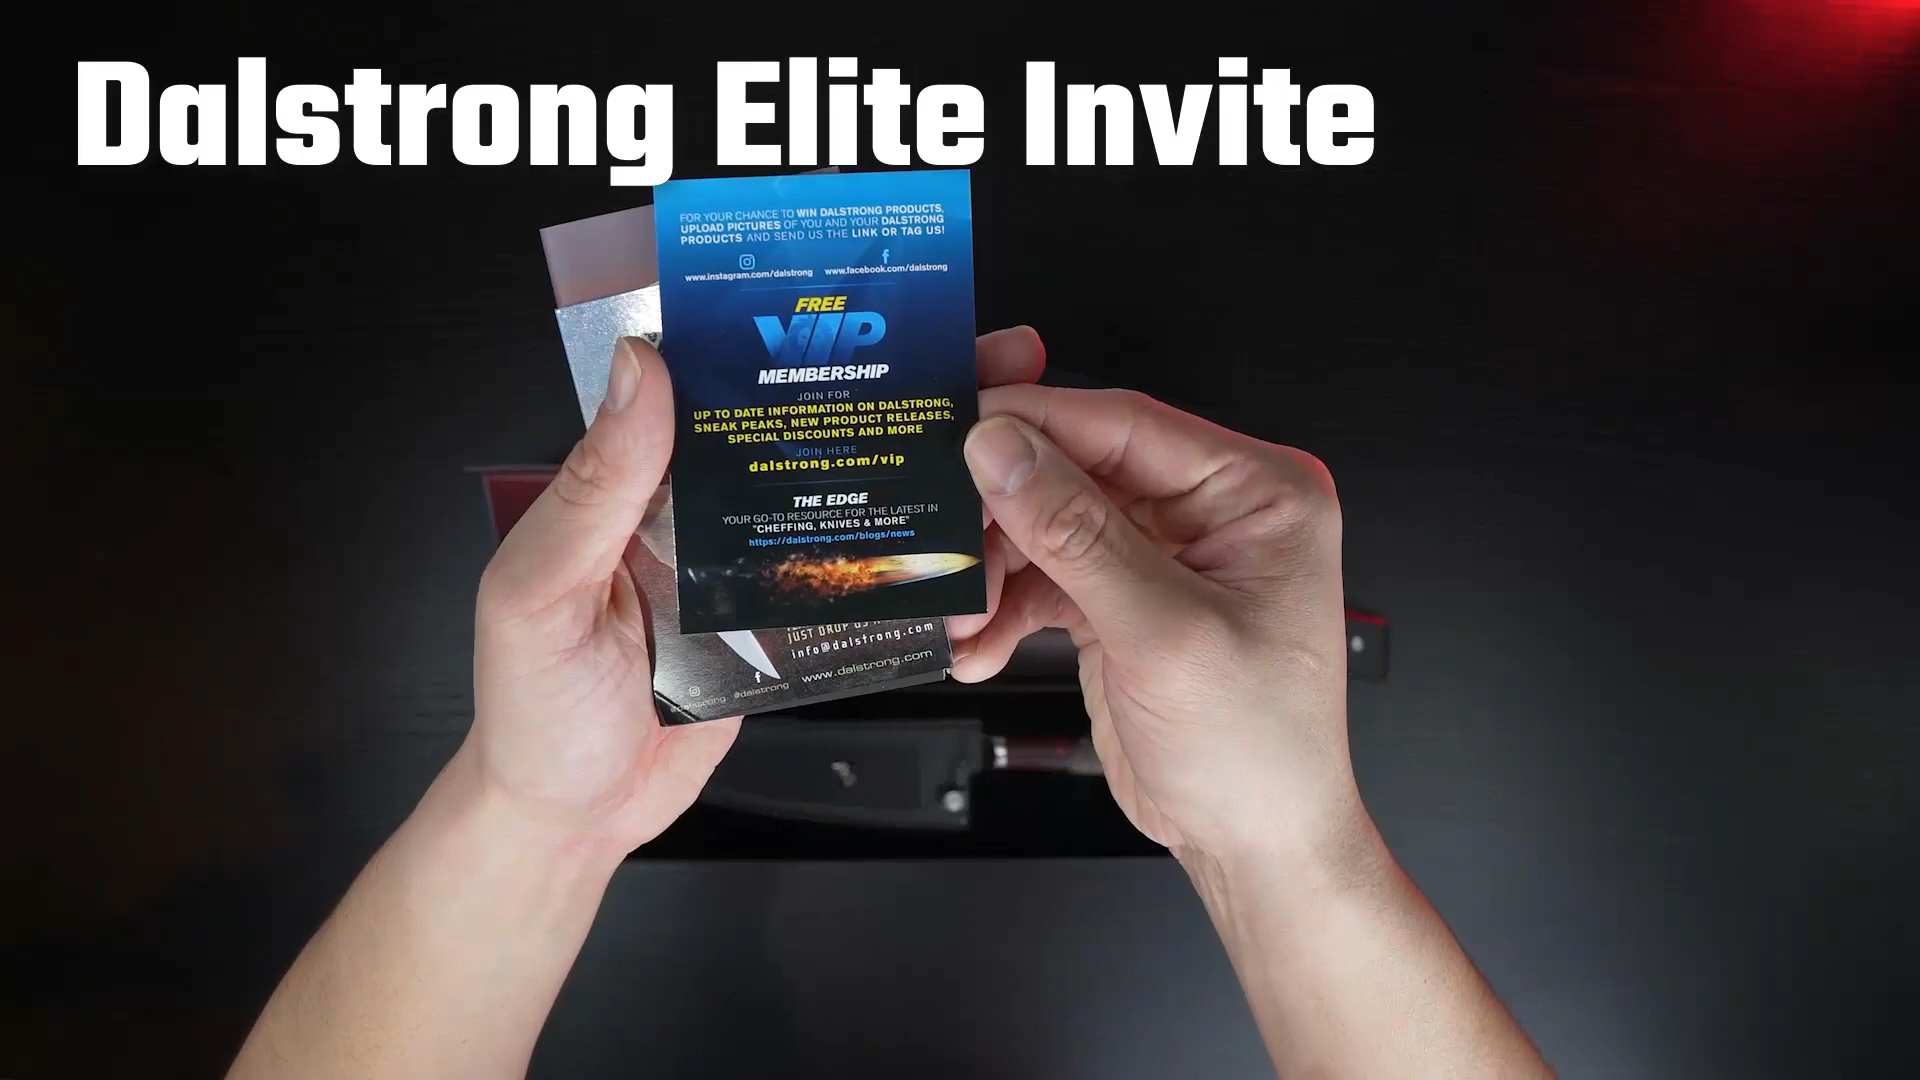 Dalstrong Elite Invite
FOR YOUR CHANCE TO WIN DALSTRONG PRODUCTS,
UPLOAD PICTURES OF YOU AND YOUR DALSTRONG
PRODUCTS AND SEND US THE LINK OR TAG US!
www.instagram.com/dalstrong www.facebook.com/dalstrong
FREE
VIP
MEMBERSHIP
JOIN FOR
UP TO DATE INFORMATION ON DALSTRONG,
SNEAK PEAKS, NEW PRODUCT RELEASES,
SPECIAL DISCOUNTS AND MORE
JOIN HERE
dalstrong.com/vip
THE EDGE
YOUR GO-TO RESOURCE FOR THE LATEST IN
"CHEFFING, KNIVES & MORE"
https://dalstrong.com/blogs/news
JUST DROP US
info@dalstrong.com
www.dalstrong.com
@dalstrong @dalstrong